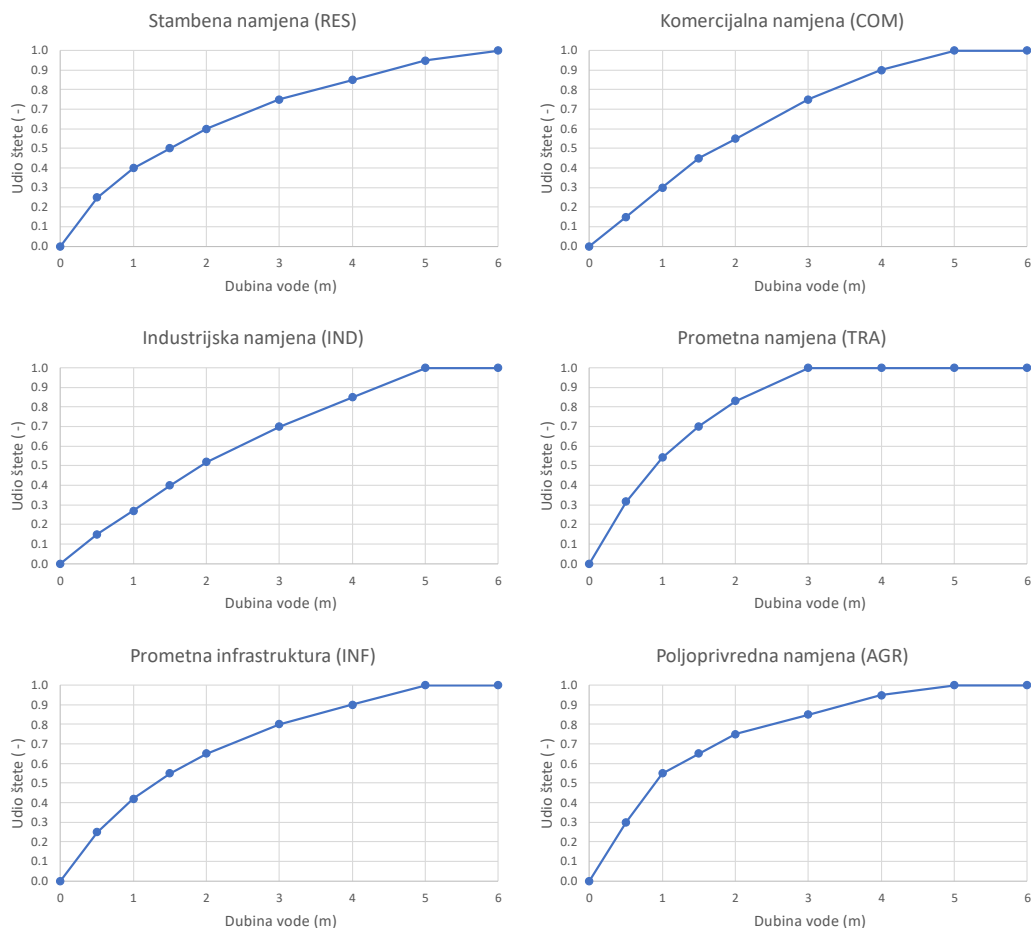 Stambena namjena (RES)
1.0
0.9
0.8
0.7
0.6
0.5
0.4
0.3
0.2
0.1
0.0
Udio štete ( - )
0 1 2 3 4 5 6
Dubina vode (m)
Komercijalna namjena (COM)
1.0
0.9
0.8
0.7
0.6
0.5
0.4
0.3
0.2
0.1
0.0
Udio štete ( - )
0 1 2 3 4 5 6
Dubina vode (m)
Industrijska namjena (IND)
1.0
0.9
0.8
0.7
0.6
0.5
0.4
0.3
0.2
0.1
0.0
Udio štete ( - )
0 1 2 3 4 5 6
Dubina vode (m)
Prometna namjena (TRA)
1.0
0.9
0.8
0.7
0.6
0.5
0.4
0.3
0.2
0.1
0.0
Udio štete ( - )
0 1 2 3 4 5 6
Dubina vode (m)
Prometna infrastruktura (INF)
1.0
0.9
0.8
0.7
0.6
0.5
0.4
0.3
0.2
0.1
0.0
Udio štete ( - )
0 1 2 3 4 5 6
Dubina vode (m)
Poljoprivredna namjena (AGR)
1.0
0.9
0.8
0.7
0.6
0.5
0.4
0.3
0.2
0.1
0.0
Udio štete ( - )
0 1 2 3 4 5 6
Dubina vode (m)